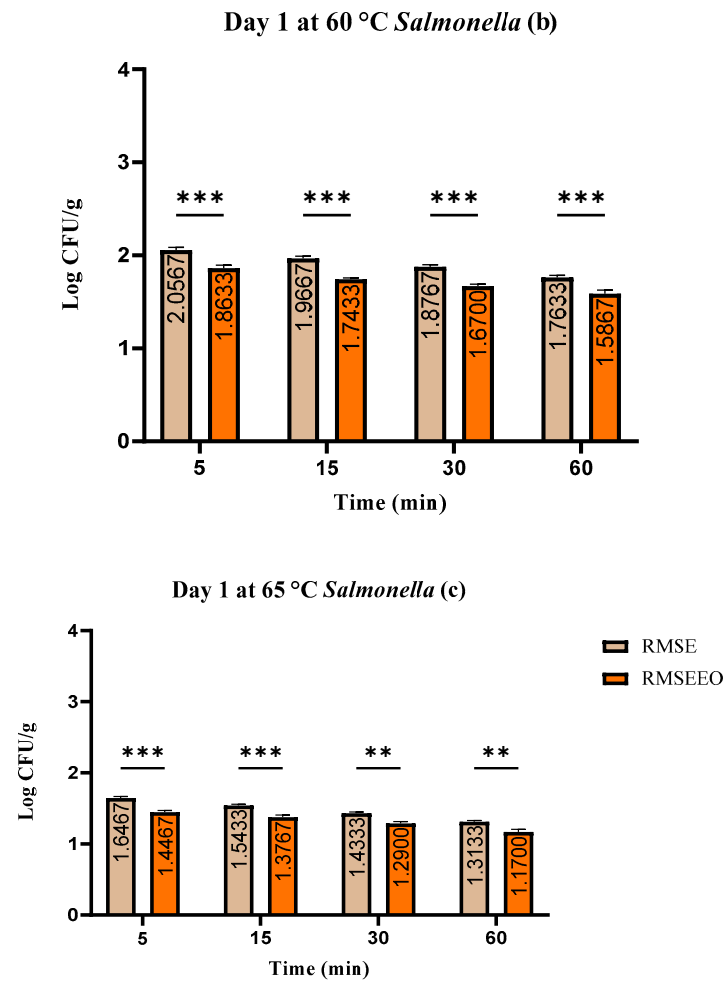 Day 1 at 60 °C Salmonella (b)
4
3
2
1
0
Log CFU/g
*** *** *** ***
2.0567 1.8633 1.9667 1.7433 1.8767 1.6700 1.7633 1.5867
5 15 30 60
Time (min)
Day 1 at 65 °C Salmonella (c)
4
3
2
1
0
Log CFU/g
*** *** ** **
1.6467 1.4467 1.5433 1.3767 1.4333 1.2900 1.3133 1.1700
5 15 30 60
Time (min)
RMSE
RMSEEO